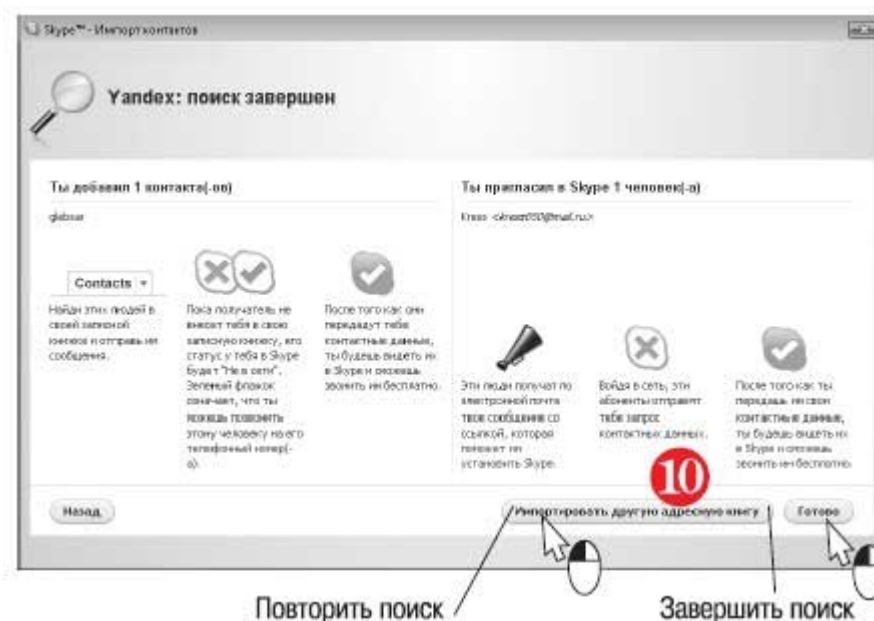 Skype™ - Импорт контактов
Yandex: поиск завершен
Ты добавил 1 контакта(-ов)
glebsar
Contacts
Найди этих людей в
своей записной
книжке и отправь им
сообщения.
Пока получатель не
внесет тебя в свою
записную книжку, его
статус у тебя в Skype
будет "Не в сети".
Зеленый флажок
означает, что ты
можешь позвонить
этому человеку на его
телефонный номер(-
а).
После того как они
передадут тебе
контактные данные,
ты будешь видеть их
в Skype и сможешь
звонить им бесплатно.
Ты пригласил в Skype 1 человек(-а)
Эти люди получат по
электронной почте
твое сообщение со
ссылкой, которая
поможет им
установить Skype.
Войдя в сеть, эти
абоненты отправят
тебе запрос
контактных данных.
После того как ты
передашь им свои
контактные данные,
ты будешь видеть их
в Skype и сможешь
звонить им бесплатно.
10
Назад
Импортировать другую адресную книгу
Готово
Повторить поиск
Завершить поиск